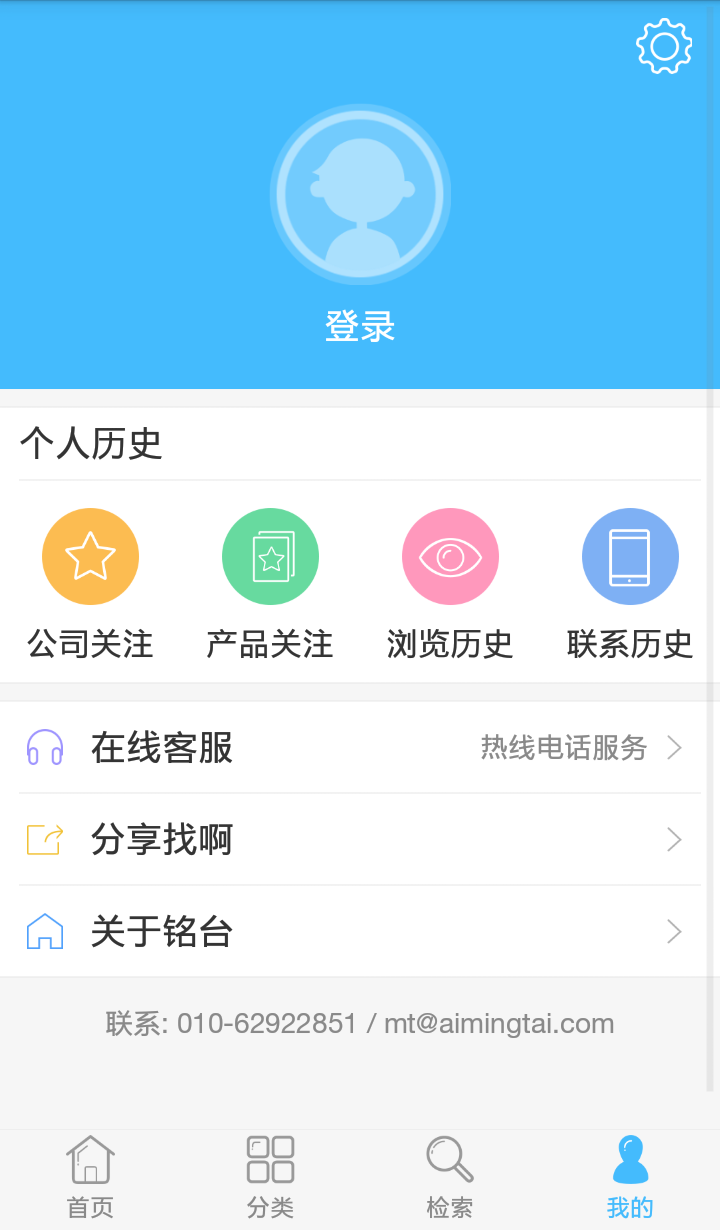 登录
个人历史
公司关注 产品关注 浏览历史 联系历史
在线客服 热线电话服务
分享找啊
关于铭台
联系: 010-62922851 / mt@aimingtai.com
首页 分类 检索 我的